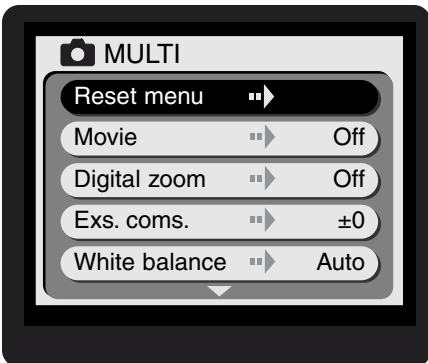 MULTI
Reset menu
Movie Off
Digital zoom Off
Exs. coms. ±0
White balance Auto